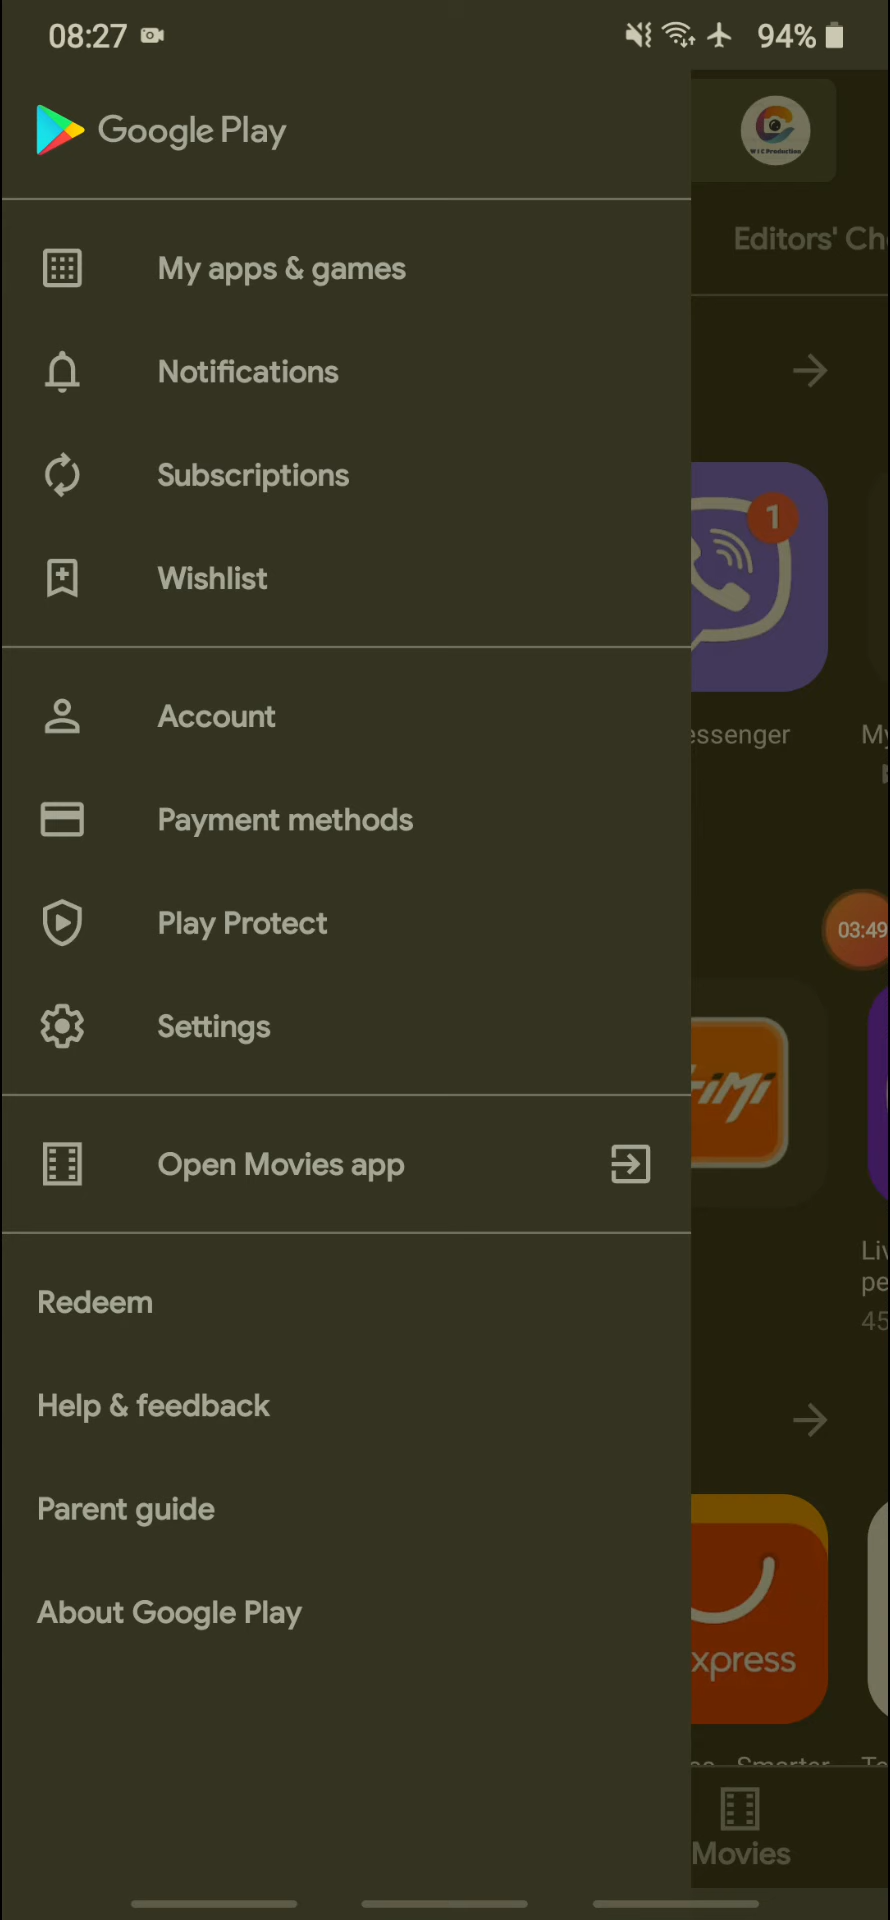 08:27
94%
Google Play
W I C Production
Editors' Ch
My apps & games
Notifications
Subscriptions
1
Wishlist
Account
essenger
My
Payment methods
Play Protect
03:49
Settings
Open Movies app
Liv
pe
45
Redeem
Help & feedback
Parent guide
About Google Play
xpress
Smarter
Movies